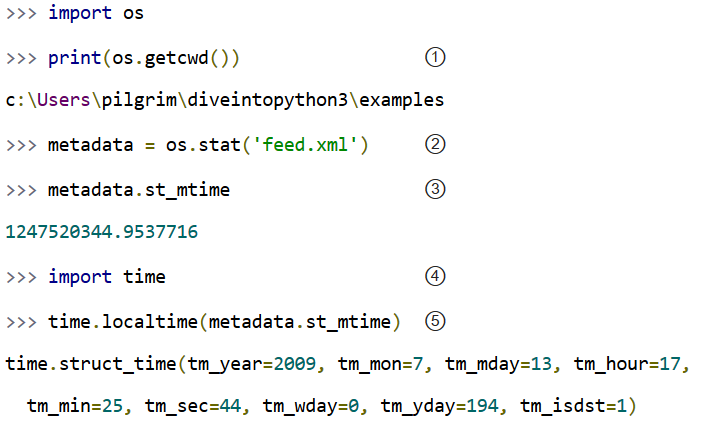 >>> import os
>>> print(os.getcwd()) ①
c:\Users\pilgrim\diveintopython3\examples
>>> metadata = os.stat('feed.xml') ②
>>> metadata.st_mtime ③
1247520344.9537716
>>> import time ④
>>> time.localtime(metadata.st_mtime) ⑤
time.struct_time(tm_year=2009, tm_mon=7, tm_mday=13, tm_hour=17,
tm_min=25, tm_sec=44, tm_wday=0, tm_yday=194, tm_isdst=1)